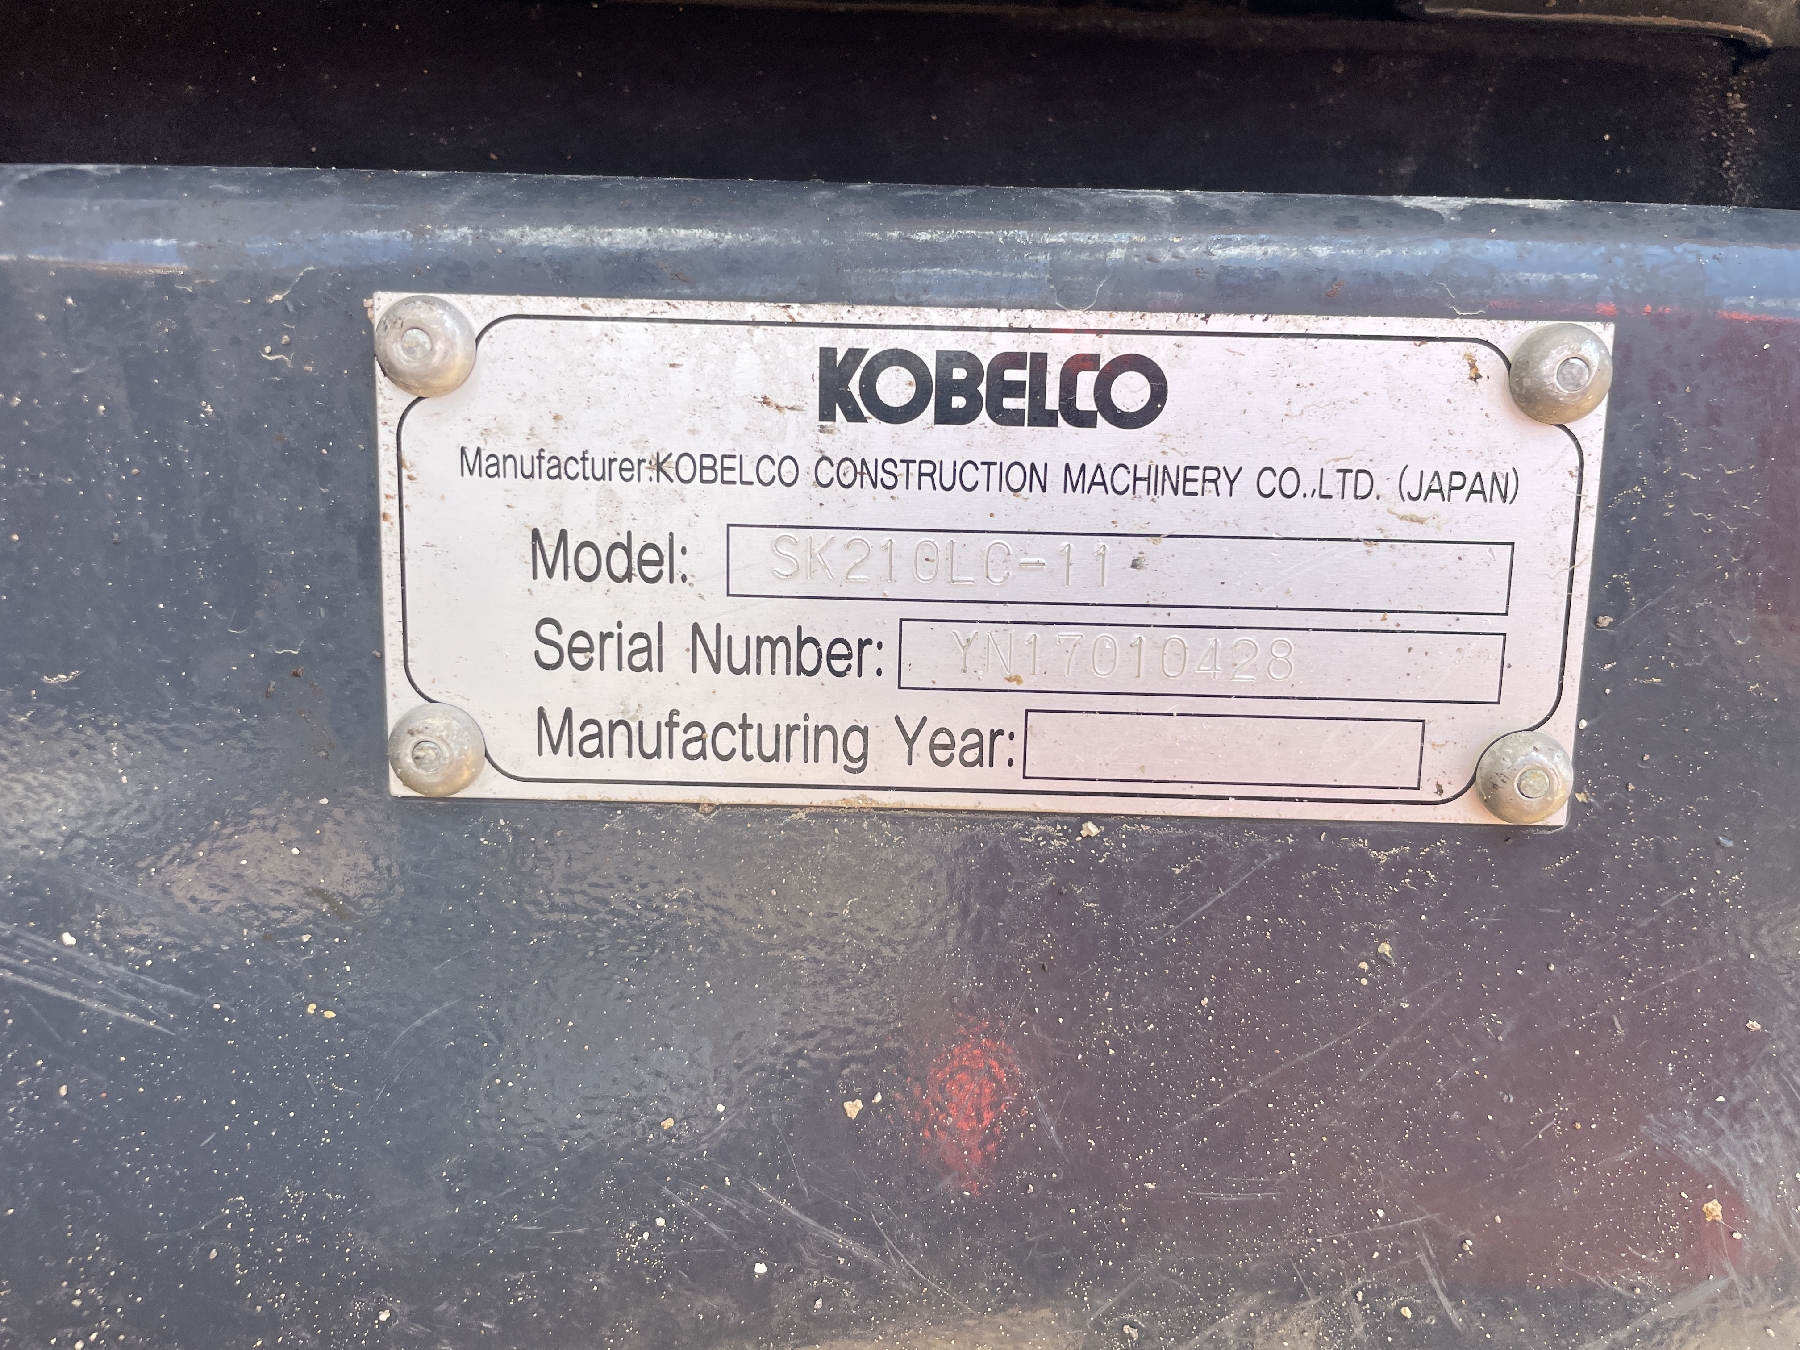 KOBELCO
Manufacturer:KOBELCO CONSTRUCTION MACHINERY CO.,LTD. (JAPAN)
Model: SK210LC-11
Serial Number: YN17010428
Manufacturing Year: